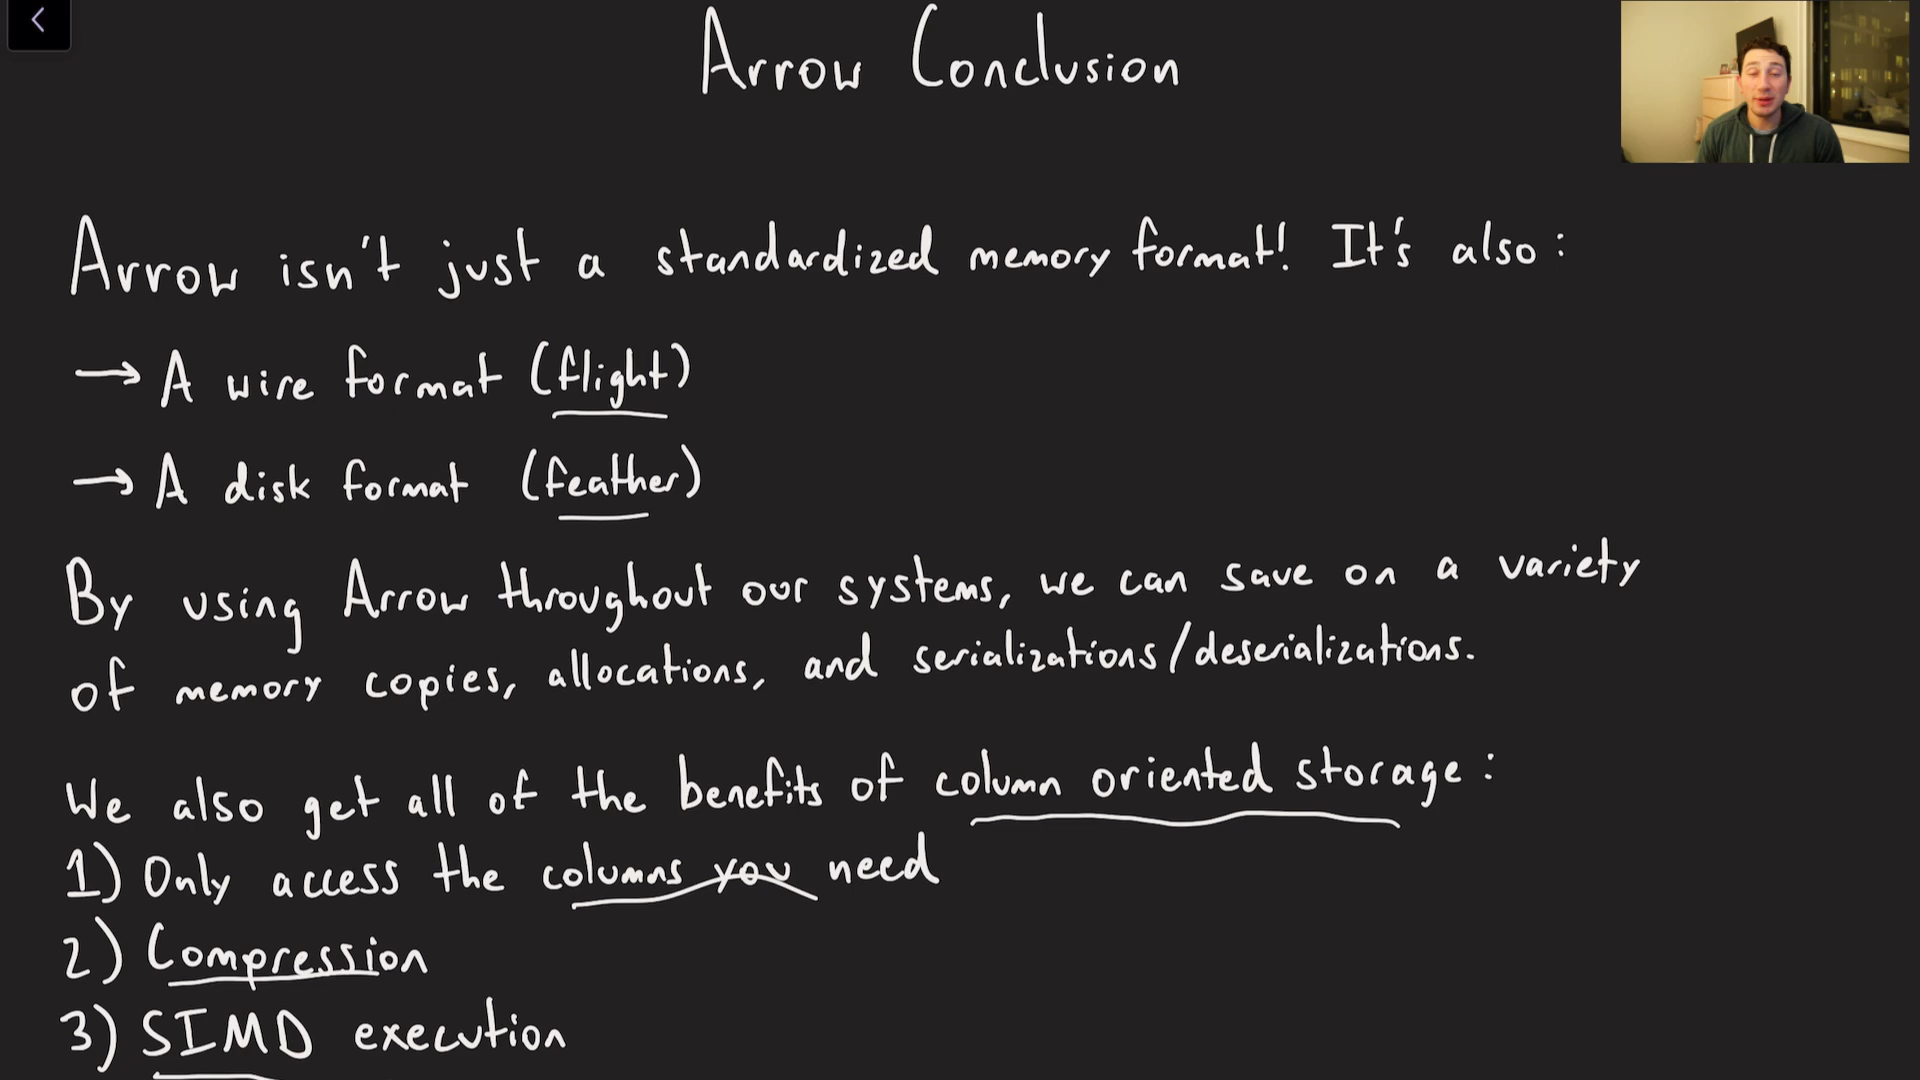 Arrow Conclusion
Arrow isn't just a standardized memory format! It's also:
→ A wire format (flight)
→ A disk format (feather)
By using Arrow throughout our systems, we can save on a variety
of memory copies, allocations, and serializations/deserializations.
We also get all of the benefits of column oriented storage:
1) Only access the columns you need
2) Compression
3) SIMD execution